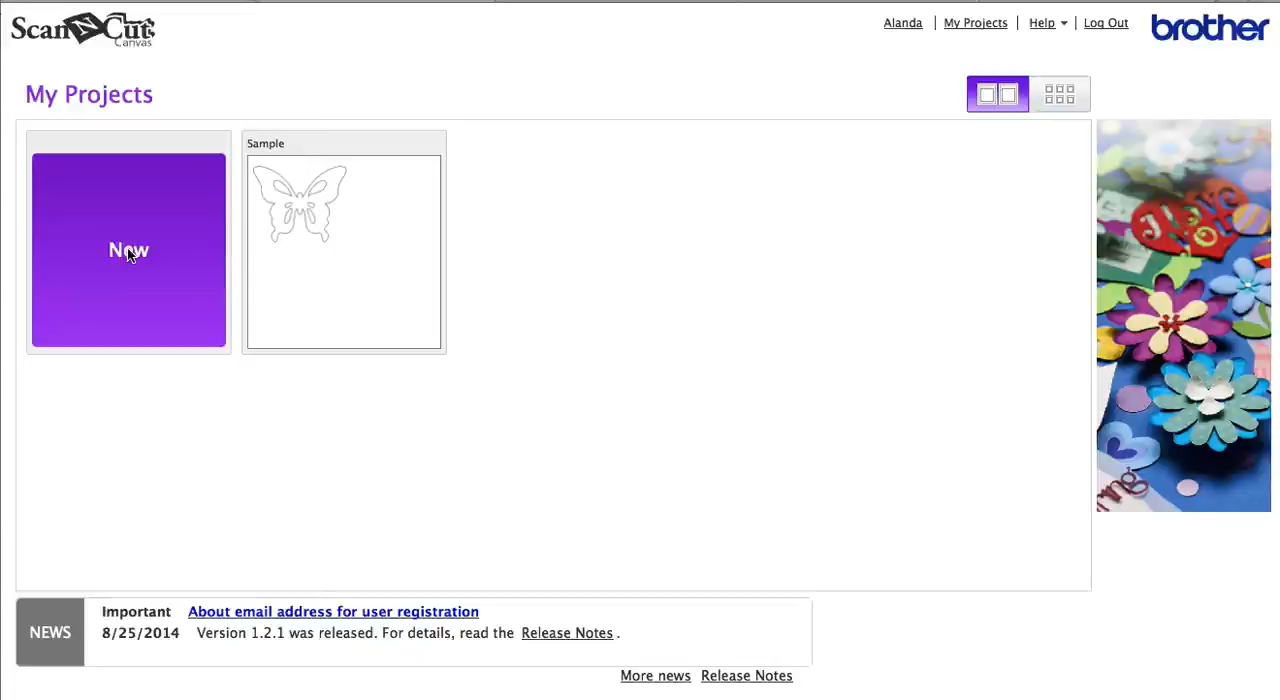 ScanNCut
Canvas
Alanda | My Projects | Help | Log Out
brother
My Projects
New
Sample
NEWS
Important About email address for user registration
8/25/2014 Version 1.2.1 was released. For details, read the Release Notes .
More news Release Notes